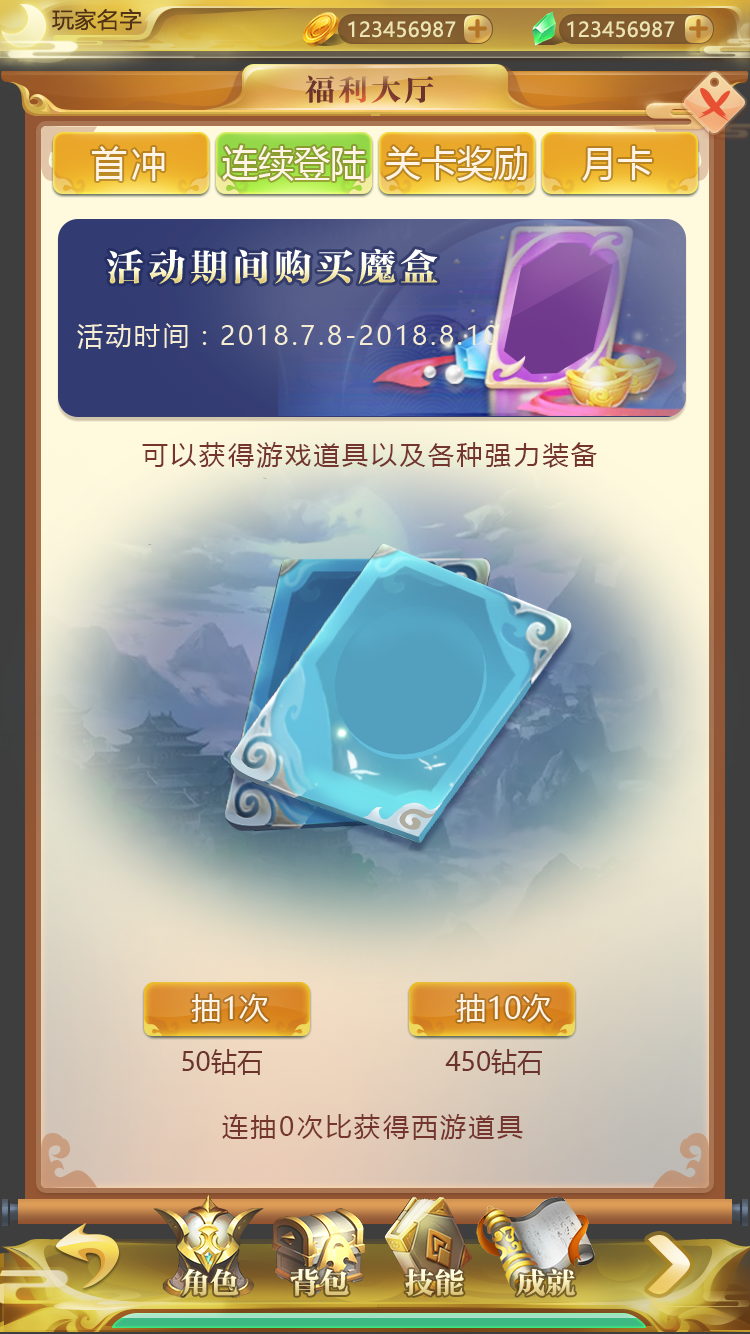 玩家名字
123456987
123456987
福利大厅
首冲
连续登陆
关卡奖励
月卡
活动期间购买魔盒
活动时间：2018.7.8-2018.8.10
可以获得游戏道具以及各种强力装备
抽1次
抽10次
50钻石
450钻石
连抽0次比获得西游道具
角色
背包
技能
成就